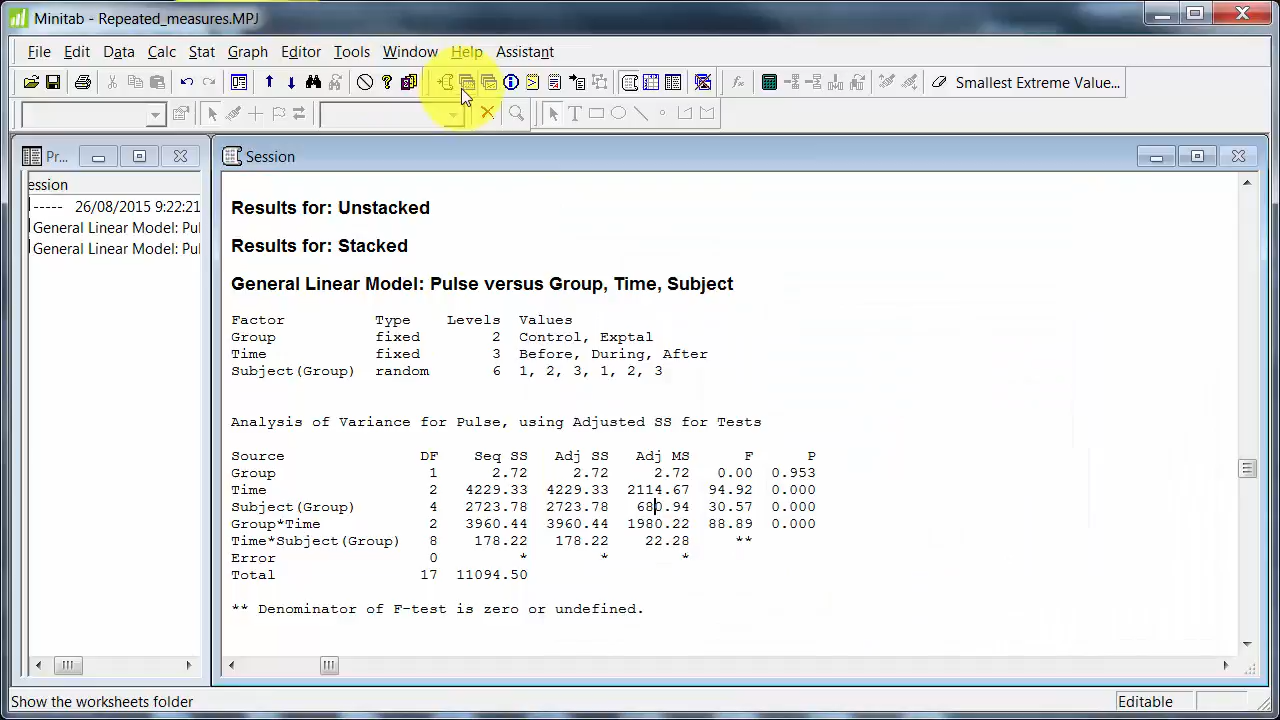 Minitab - Repeated_measures.MPJ
File Edit Data Calc Stat Graph Editor Tools Window Help Assistant
Smallest Extreme Value...
Pr... Session
ession
----- 26/08/2015 9:22:21
General Linear Model: Pul
General Linear Model: Pul
Results for: Unstacked
Results for: Stacked
General Linear Model: Pulse versus Group, Time, Subject
Factor Type Levels Values
Group fixed 2 Control, Exptal
Time fixed 3 Before, During, After
Subject(Group) random 6 1, 2, 3, 1, 2, 3
Analysis of Variance for Pulse, using Adjusted SS for Tests
Source DF Seq SS Adj SS Adj MS F P
Group 1 2.72 2.72 2.72 0.00 0.953
Time 2 4229.33 4229.33 2114.67 94.92 0.000
Subject(Group) 4 2723.78 2723.78 680.94 30.57 0.000
Group*Time 2 3960.44 3960.44 1980.22 88.89 0.000
Time*Subject(Group) 8 178.22 178.22 22.28 **
Error 0 * * *
Total 17 11094.50
** Denominator of F-test is zero or undefined.
Show the worksheets folder
Editable